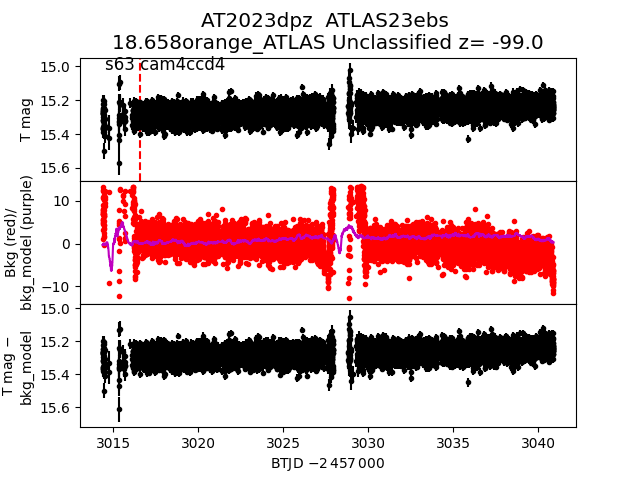 AT2023dpz  ATLAS23ebs
18.658orange_ATLAS Unclassified z= -99.0
s63 cam4ccd4
15.0
15.2
15.4
15.6
T mag
10
0
−10
Bkg (red)/
bkg_model (purple)
15.0
15.2
15.4
15.6
T mag −
bkg_model
3015
3020
3025
3030
3035
3040
BTJD −2 457 000